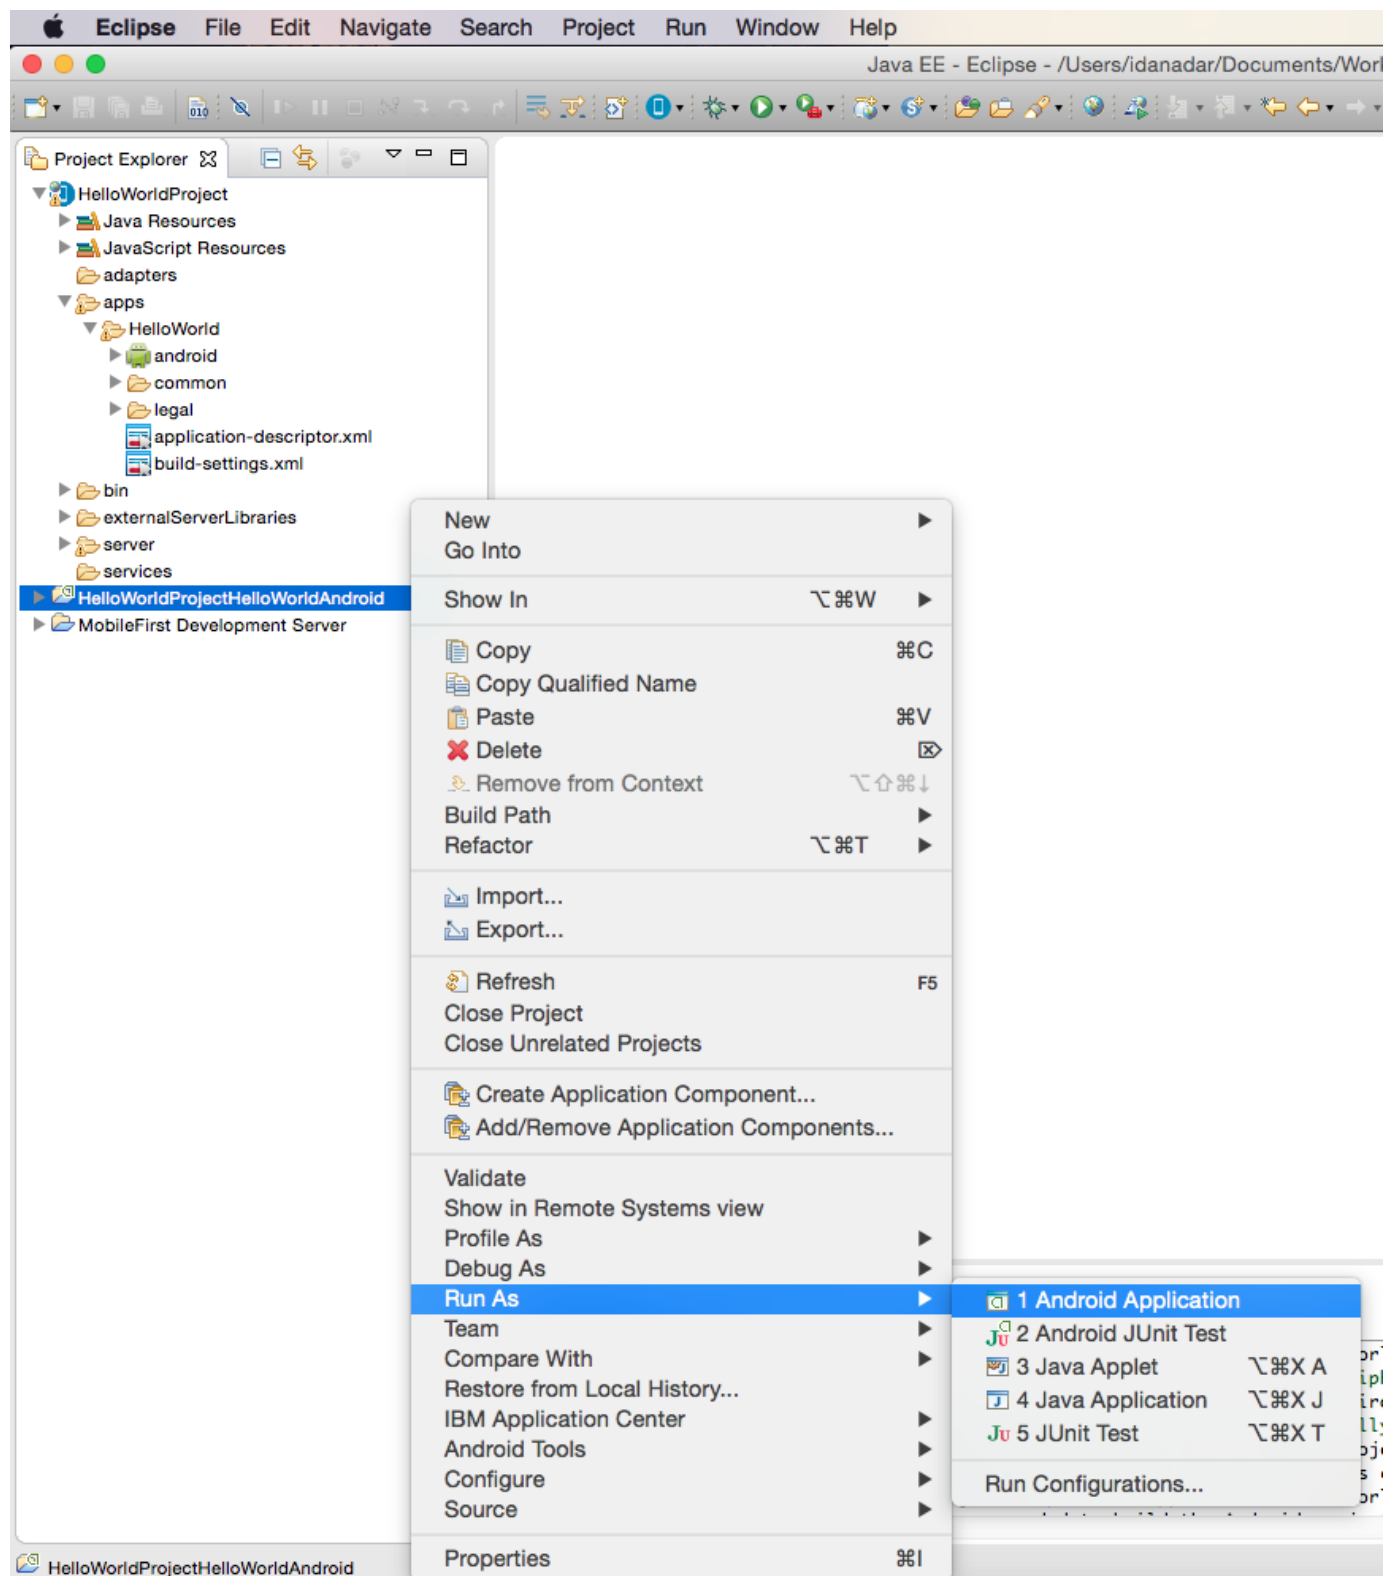 Eclipse File Edit Navigate Search Project Run Window Help
Java EE - Eclipse - /Users/idanadar/Documents/Worl
Project Explorer
HelloWorldProject
Java Resources
JavaScript Resources
adapters
apps
HelloWorld
android
common
legal
application-descriptor.xml
build-settings.xml
bin
externalServerLibraries
server
services
HelloWorldProjectHelloWorldAndroid
MobileFirst Development Server
New
Go Into
Show In ⌥⌘W
Copy ⌘C
Copy Qualified Name
Paste ⌘V
Delete ⌦
Remove from Context ⌥⇧⌘↓
Build Path
Refactor ⌥⌘T
Import...
Export...
Refresh F5
Close Project
Close Unrelated Projects
Create Application Component...
Add/Remove Application Components...
Validate
Show in Remote Systems view
Profile As
Debug As
Run As
Team
Compare With
Restore from Local History...
IBM Application Center
Android Tools
Configure
Source
Properties ⌘I
1 Android Application
2 Android JUnit Test
3 Java Applet ⌥⌘X A
4 Java Application ⌥⌘X J
5 JUnit Test ⌥⌘X T
Run Configurations...
HelloWorldProjectHelloWorldAndroid